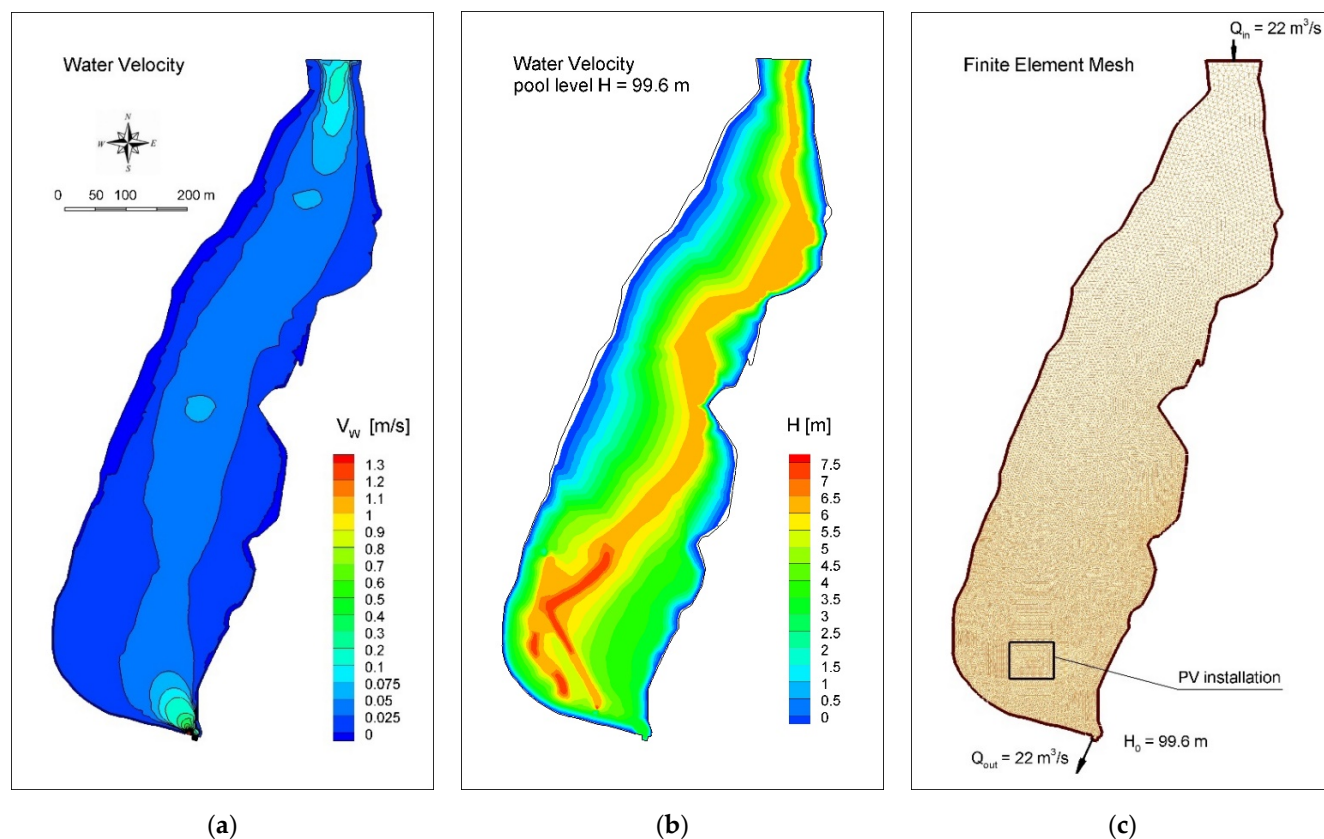 Water Velocity
N
W E
S
0 50 100 200 m
V_W [m/s]
1.3
1.1
1
0.9
0.8
0.7
0.6
0.5
0.4
0.3
0.2
0.1
0.075
0.05
0.025
0
(a)
Water Velocity
pool level H = 99.6 m
H [m]
7.5
7
6.5
6
5.5
5
4.5
4
3.5
3
2.5
2
1.5
1
0.5
0
(b)
Q_in = 22 m³/s
Finite Element Mesh
PV installation
H₀ = 99.6 m
Q_out = 22 m³/s
(c)